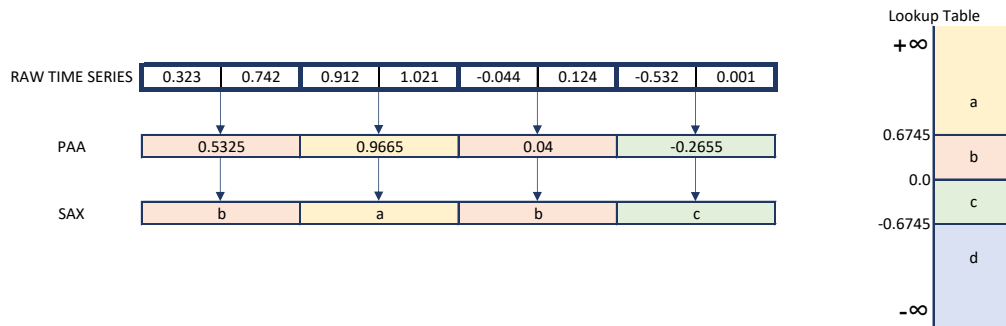 Lookup Table
+∞
RAW TIME SERIES 0.323 0.742 0.912 1.021 -0.044 0.124 -0.532 0.001
a
0.6745
PAA 0.5325 0.9665 0.04 -0.2655
b
0.0
c
SAX b a b c
-0.6745
d
-∞